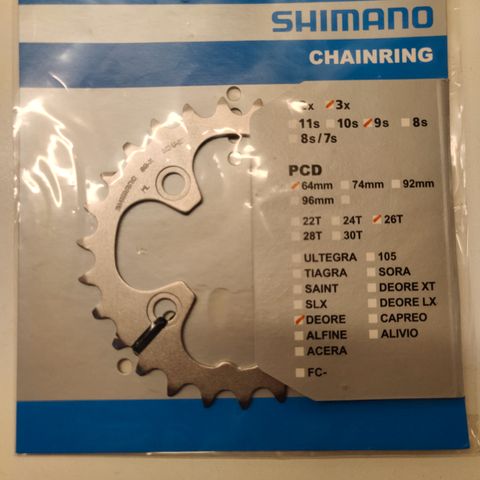 SHIMANO
CHAINRING
3x
11s 10s 9s 8s
8s/7s
PCD
64mm 74mm 92mm
96mm
22T 24T 26T
28T 30T
ULTEGRA 105
TIAGRA SORA
SAINT DEORE XT
SLX DEORE LX
DEORE CAPREO
ALFINE ALIVIO
ACERA
FC-
SHIMANO